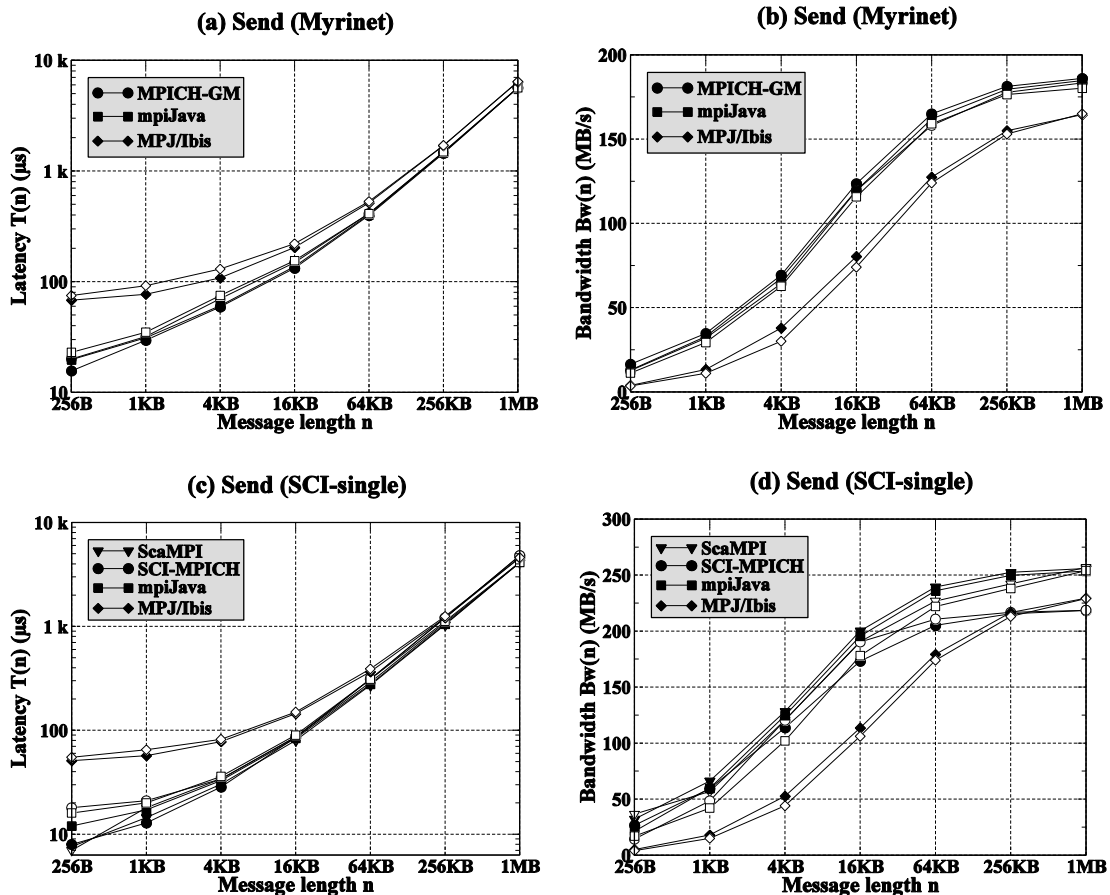 (a) Send (Myrinet)
10 k
1 k
100
10
Latency T(n) (μs)
MPICH-GM
mpiJava
MPJ/Ibis
256B 1KB 4KB 16KB 64KB 256KB 1MB
Message length n
(b) Send (Myrinet)
200
150
100
50
0
Bandwidth Bw(n) (MB/s)
MPICH-GM
mpiJava
MPJ/Ibis
256B 1KB 4KB 16KB 64KB 256KB 1MB
Message length n
(c) Send (SCI-single)
10 k
1 k
100
10
Latency T(n) (μs)
ScaMPI
SCI-MPICH
mpiJava
MPJ/Ibis
256B 1KB 4KB 16KB 64KB 256KB 1MB
Message length n
(d) Send (SCI-single)
300
250
200
150
100
50
0
Bandwidth Bw(n) (MB/s)
ScaMPI
SCI-MPICH
mpiJava
MPJ/Ibis
256B 1KB 4KB 16KB 64KB 256KB 1MB
Message length n